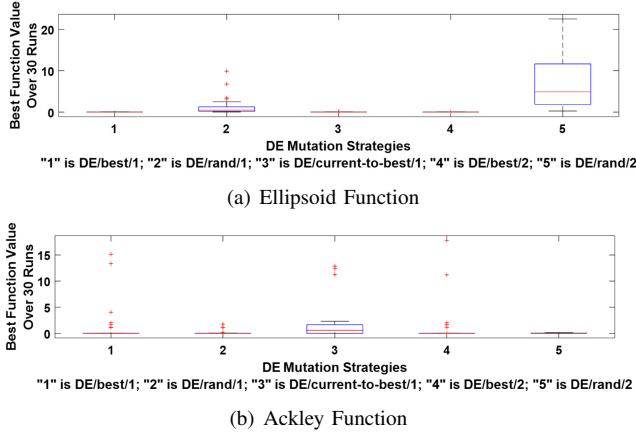 Best Function Value
Over 30 Runs
20
10
0
1 2 3 4 5
DE Mutation Strategies
"1" is DE/best/1; "2" is DE/rand/1; "3" is DE/current-to-best/1; "4" is DE/best/2; "5" is DE/rand/2
(a) Ellipsoid Function
Best Function Value
Over 30 Runs
15
10
5
0
1 2 3 4 5
DE Mutation Strategies
"1" is DE/best/1; "2" is DE/rand/1; "3" is DE/current-to-best/1; "4" is DE/best/2; "5" is DE/rand/2
(b) Ackley Function